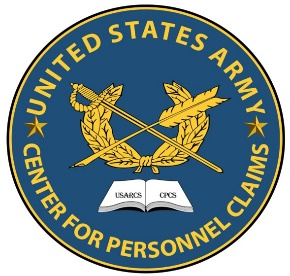 UNITED STATES ARMY
USARCS CPCS
CENTER FOR PERSONNEL CLAIMS